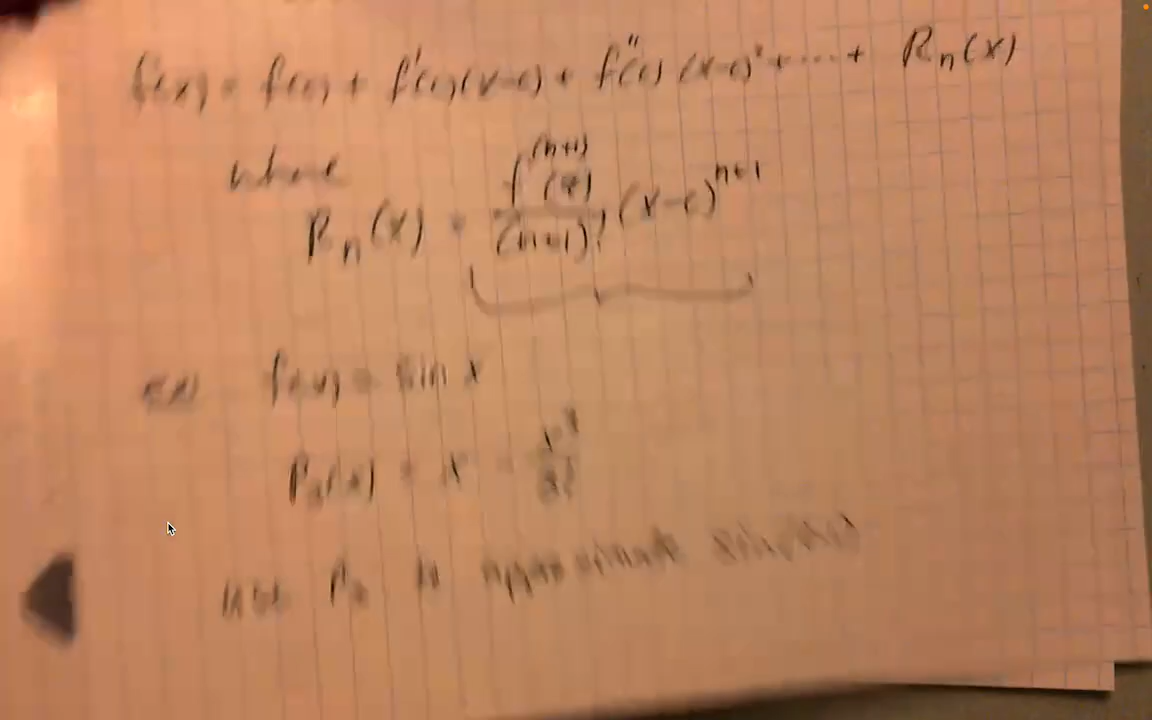 f(x) = f(c) + f'(c)(x-c) + f''(c) (x-c)² + ... + Rₙ(x)
where
Rₙ(x) = f⁽ⁿ⁺¹⁾(z)/(n+1)! (x-c)ⁿ⁺¹
ex) f(x) = sin x
P₃(x) = x - x³/3!
use P₃ to approximate